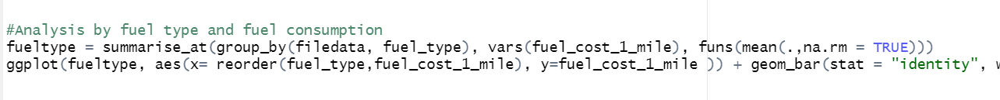 #Analysis by fuel type and fuel consumption
fueltype = summarise_at(group_by(filedata, fuel_type), vars(fuel_cost_1_mile), funs(mean(.,na.rm = TRUE)))
ggplot(fueltype, aes(x= reorder(fuel_type,fuel_cost_1_mile), y=fuel_cost_1_mile )) + geom_bar(stat = "identity",